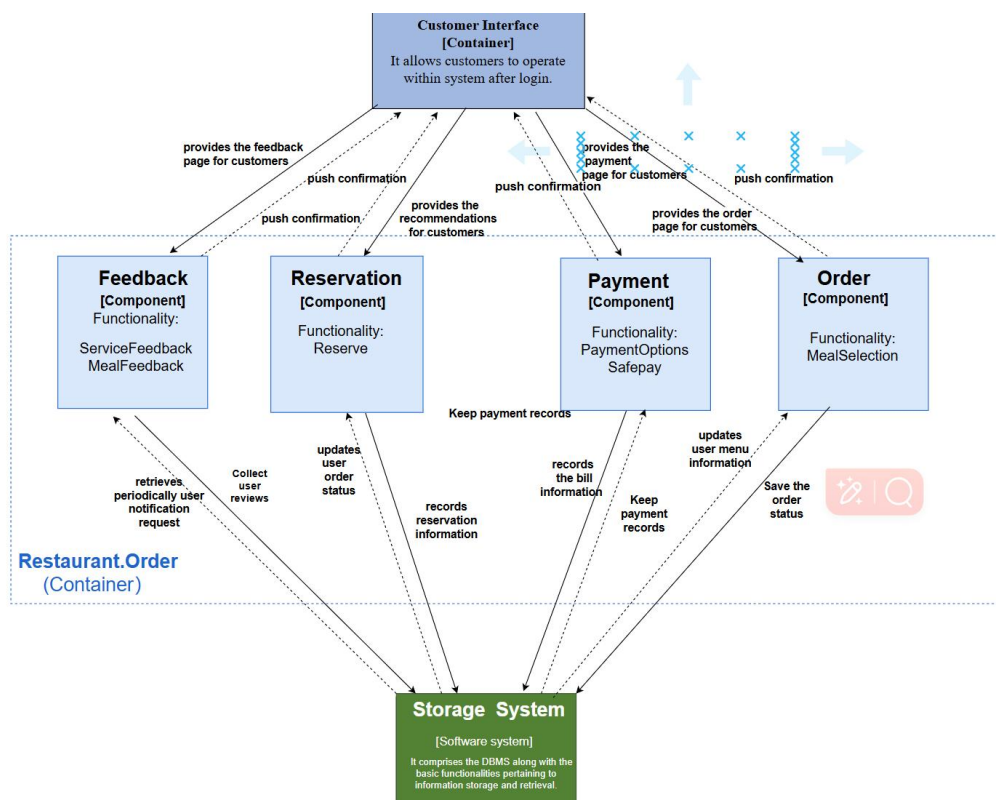 Customer Interface
[Container]
It allows customers to operate
within system after login.
provides the feedback
page for customers
push confirmation
push confirmation
provides the
recommendations
for customers
push confirmation
provides the
payment
page for customers
push confirmation
provides the order
page for customers
Feedback
[Component]
Functionality:
ServiceFeedback
MealFeedback
Reservation
[Component]
Functionality:
Reserve
Payment
[Component]
Functionality:
PaymentOptions
Safepay
Order
[Component]
Functionality:
MealSelection
Keep payment records
retrieves
periodically user
notification
request
Collect
user
reviews
updates
user
order
status
records
reservation
information
records
the bill
information
Keep
payment
records
updates
user menu
information
Save the
order
status
Restaurant.Order
(Container)
Storage System
[Software system]
It comprises the DBMS along with the
basic functionalities pertaining to
information storage and retrieval.